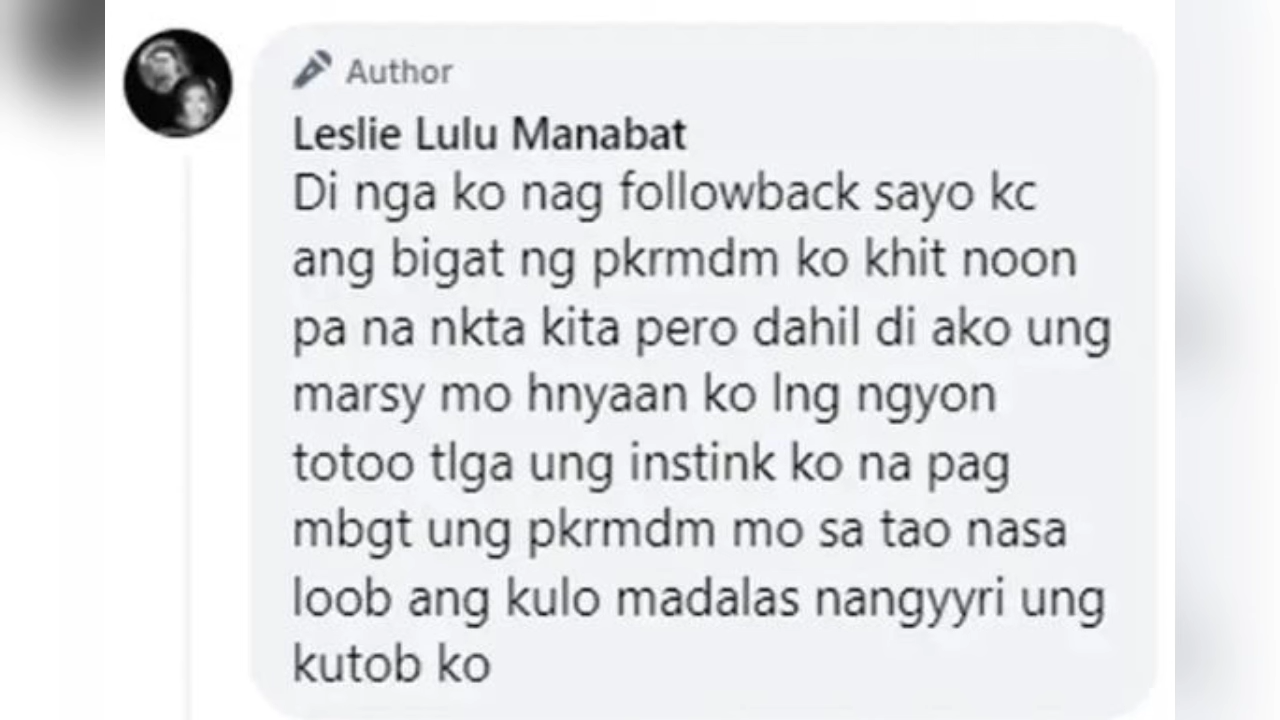 Author
Leslie Lulu Manabat
Di nga ko nag followback sayo kc
ang bigat ng pkrmdm ko khit noon
pa na nkta kita pero dahil di ako ung
marsy mo hnyaan ko lng ngyon
totoo tlga ung instink ko na pag
mbgt ung pkrmdm mo sa tao nasa
loob ang kulo madalas nangyyri ung
kutob ko